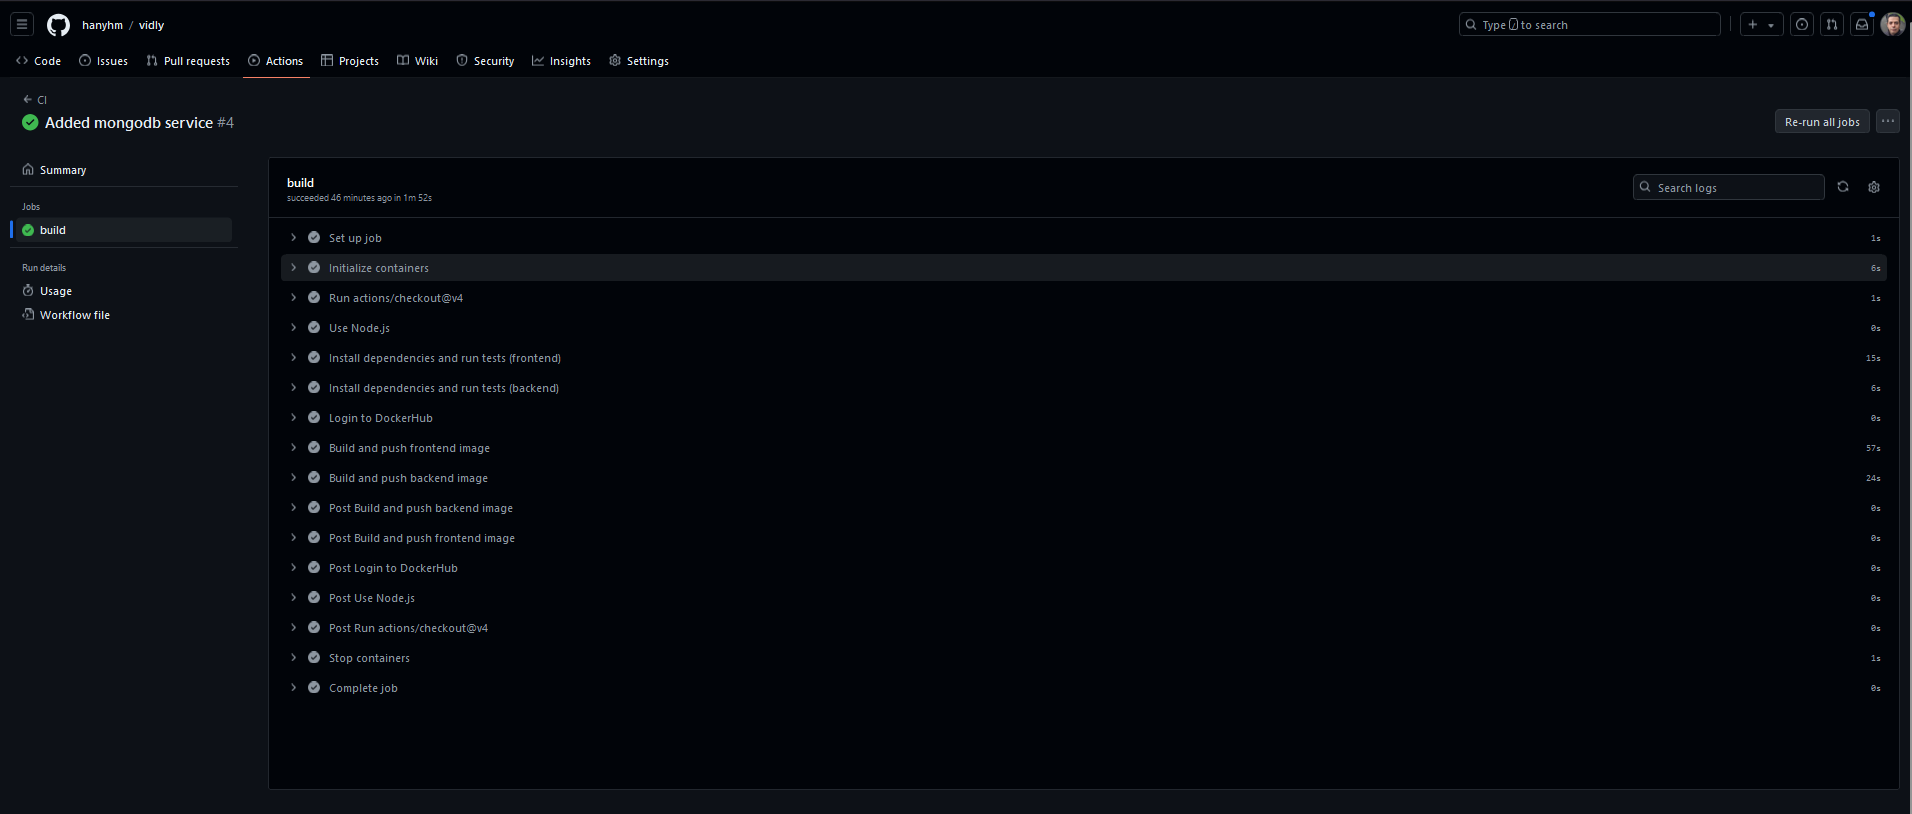 hanyhm / vidly
Type / to search
Code Issues Pull requests Actions Projects Wiki Security Insights Settings
CI
Added mongodb service #4
Re-run all jobs
Summary
Jobs
build
Run details
Usage
Workflow file
build
succeeded 46 minutes ago in 1m 52s
Search logs
Set up job 1s
Initialize containers 6s
Run actions/checkout@v4 1s
Use Node.js 0s
Install dependencies and run tests (frontend) 15s
Install dependencies and run tests (backend) 6s
Login to DockerHub 0s
Build and push frontend image 57s
Build and push backend image 24s
Post Build and push backend image 0s
Post Build and push frontend image 0s
Post Login to DockerHub 0s
Post Use Node.js 0s
Post Run actions/checkout@v4 0s
Stop containers 1s
Complete job 0s